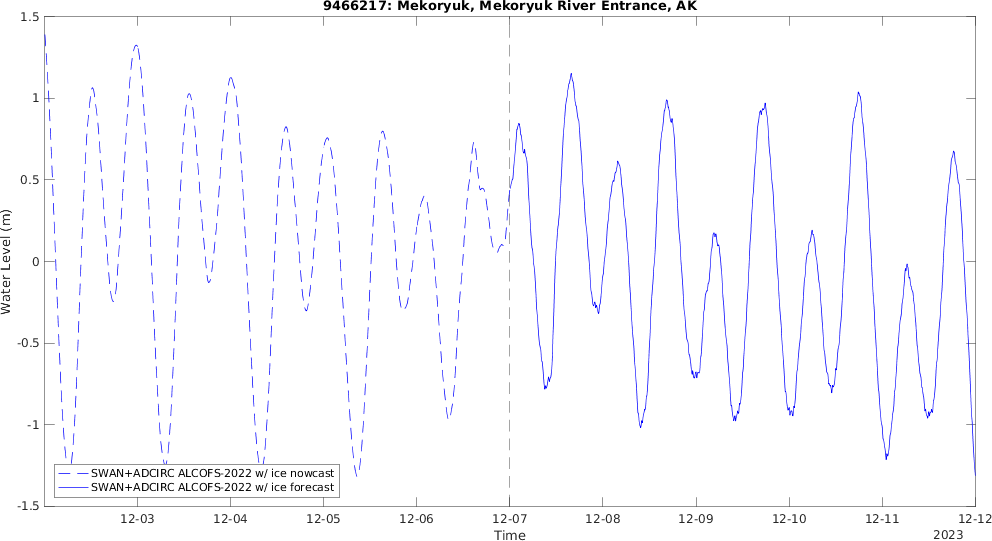 9466217: Mekoryuk, Mekoryuk River Entrance, AK
1.5
1
0.5
0
-0.5
-1
-1.5
Water Level (m)
SWAN+ADCIRC ALCOFS-2022 w/ ice nowcast
SWAN+ADCIRC ALCOFS-2022 w/ ice forecast
12-03 12-04 12-05 12-06 12-07 12-08 12-09 12-10 12-11 12-12
Time 2023